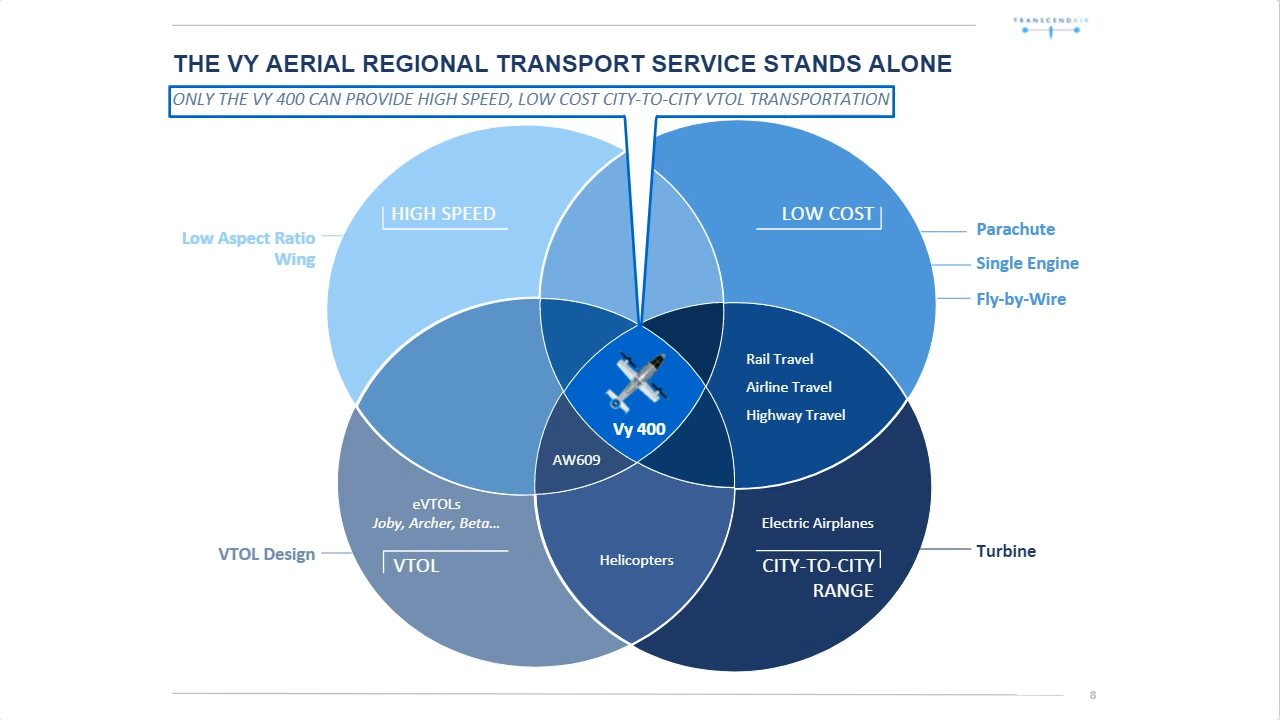 TRANSCENDAIR
THE VY AERIAL REGIONAL TRANSPORT SERVICE STANDS ALONE
ONLY THE VY 400 CAN PROVIDE HIGH SPEED, LOW COST CITY-TO-CITY VTOL TRANSPORTATION
HIGH SPEED
LOW COST
Low Aspect Ratio
Wing
Parachute
Single Engine
Fly-by-Wire
Rail Travel
Airline Travel
Highway Travel
Vy 400
AW609
eVTOLs
Joby, Archer, Beta...
Electric Airplanes
VTOL Design
VTOL
Helicopters
CITY-TO-CITY
RANGE
Turbine
8